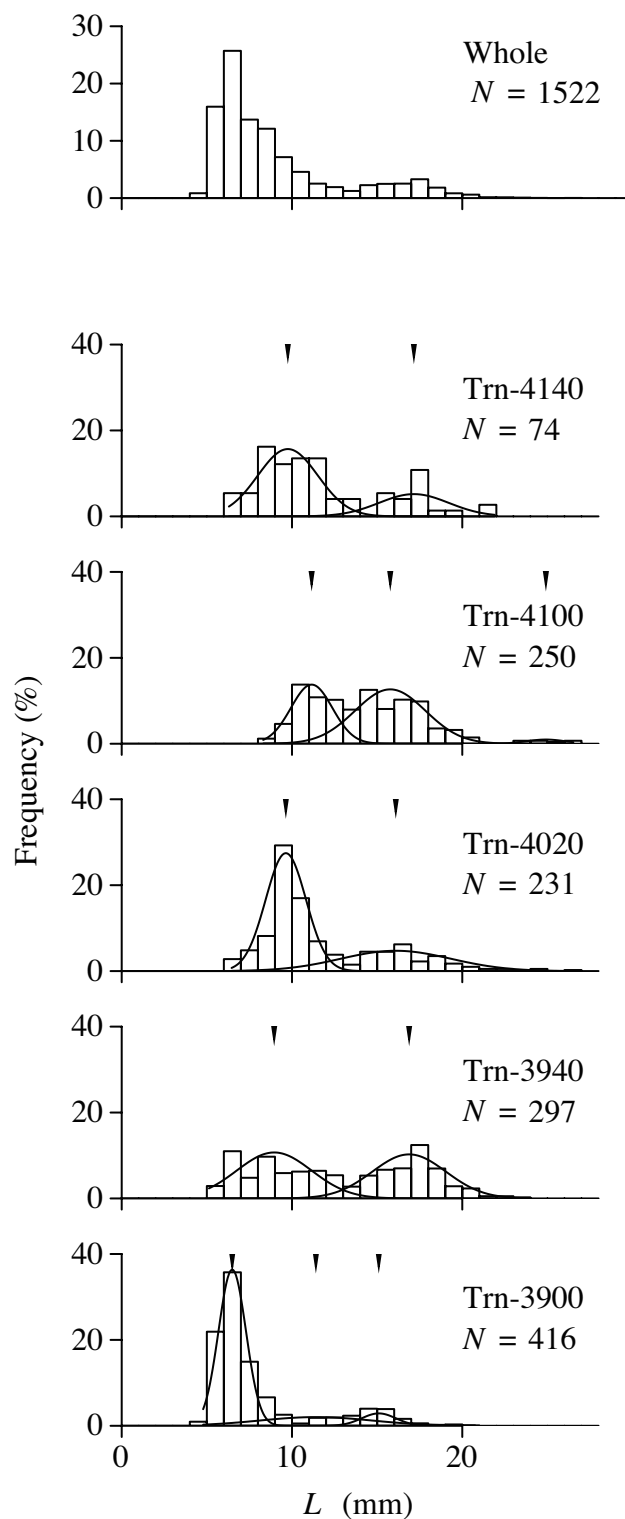 30
20
10
0
Whole
N = 1522
40
20
0
Trn-4140
N = 74
40
20
0
Trn-4100
N = 250
40
20
0
Trn-4020
N = 231
40
20
0
Trn-3940
N = 297
40
20
0
Trn-3900
N = 416
0 10 20
L (mm)
Frequency (%)